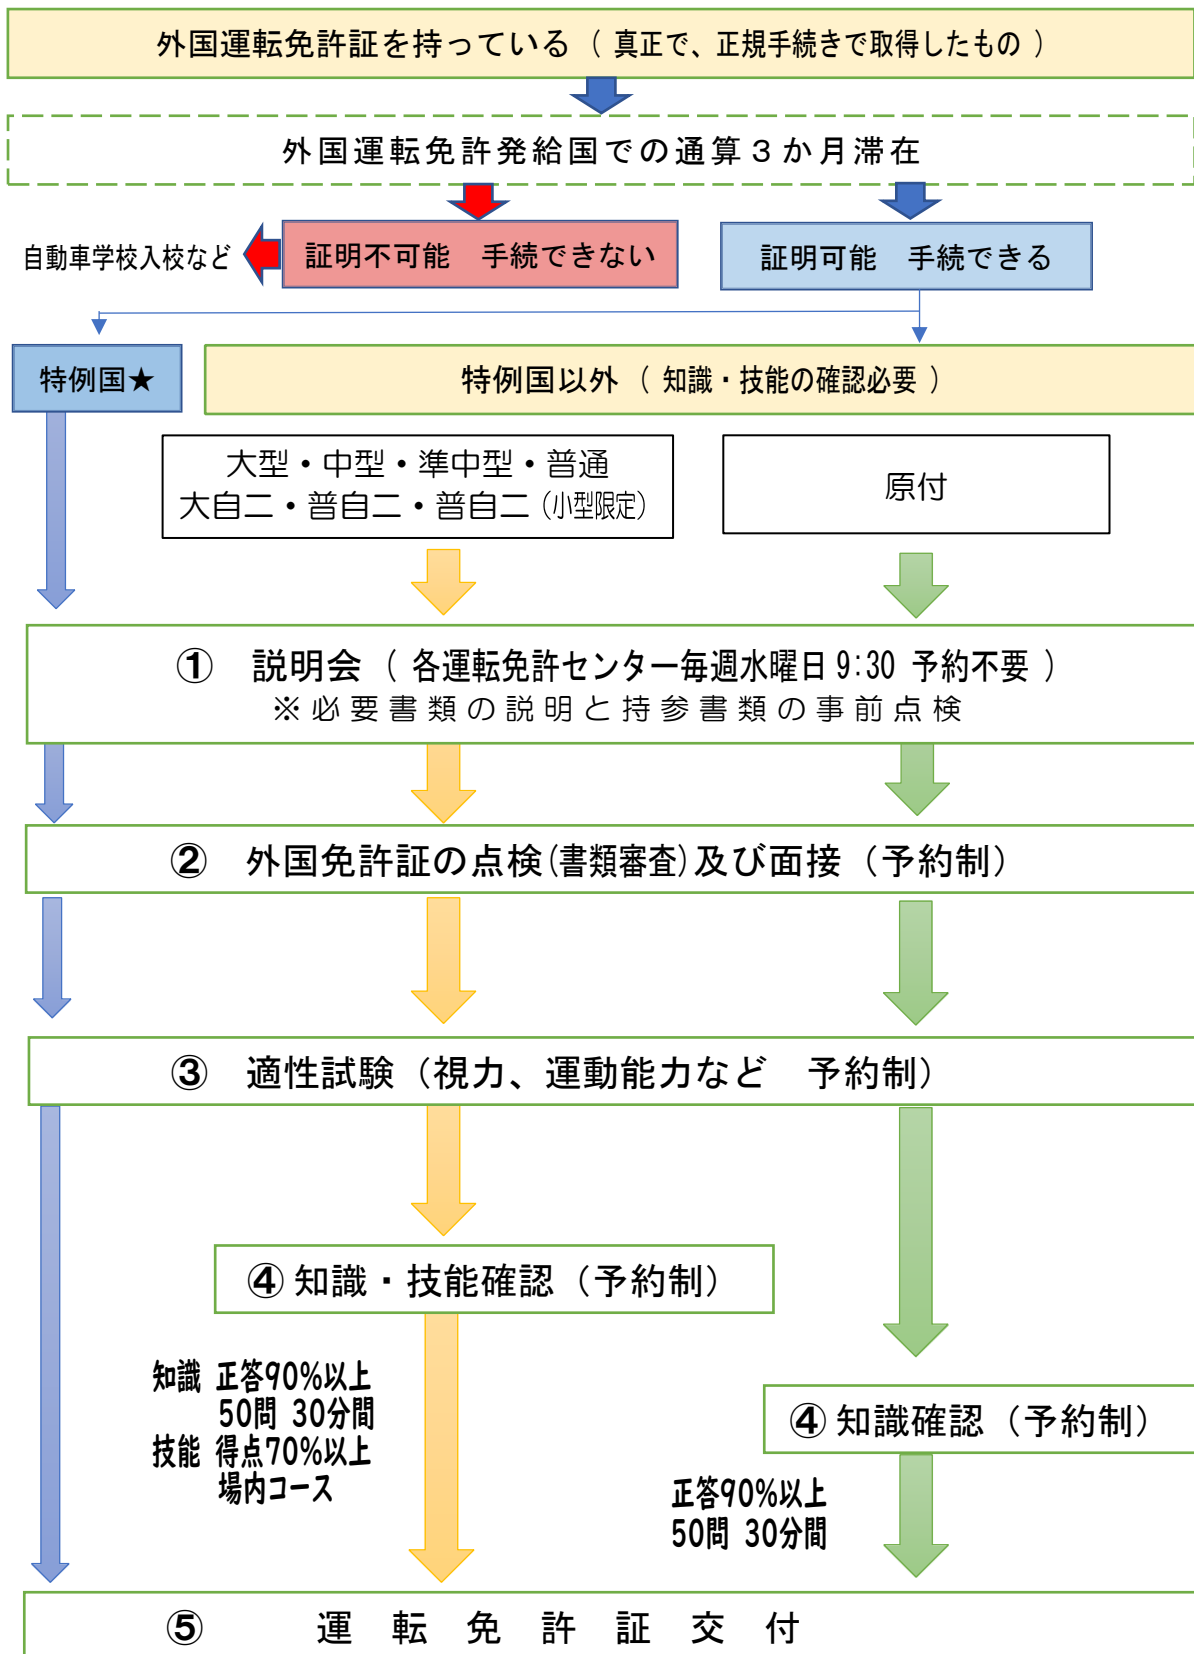 外国運転免許証を持っている（ 真正で、正規手続きで取得したもの ）
外国運転免許発給国での通算３か月滞在
自動車学校入校など
証明不可能　手続できない
証明可能　手続できる
特例国★
特例国以外（ 知識・技能の確認必要 ）
大型・中型・準中型・普通
大自二・普自二・普自二（小型限定）
原付
①　説明会（ 各運転免許センター毎週水曜日 9:30 予約不要 ）
※必要書類の説明と持参書類の事前点検
②　外国免許証の点検（書類審査）及び面接（予約制）
③　適性試験（視力、運動能力など　予約制）
④ 知識・技能確認（予約制）
知識 正答90%以上
50問 30分間
技能 得点70%以上
場内コース
④ 知識確認（予約制）
正答90%以上
50問 30分間
⑤　運 転 免 許 証 交 付